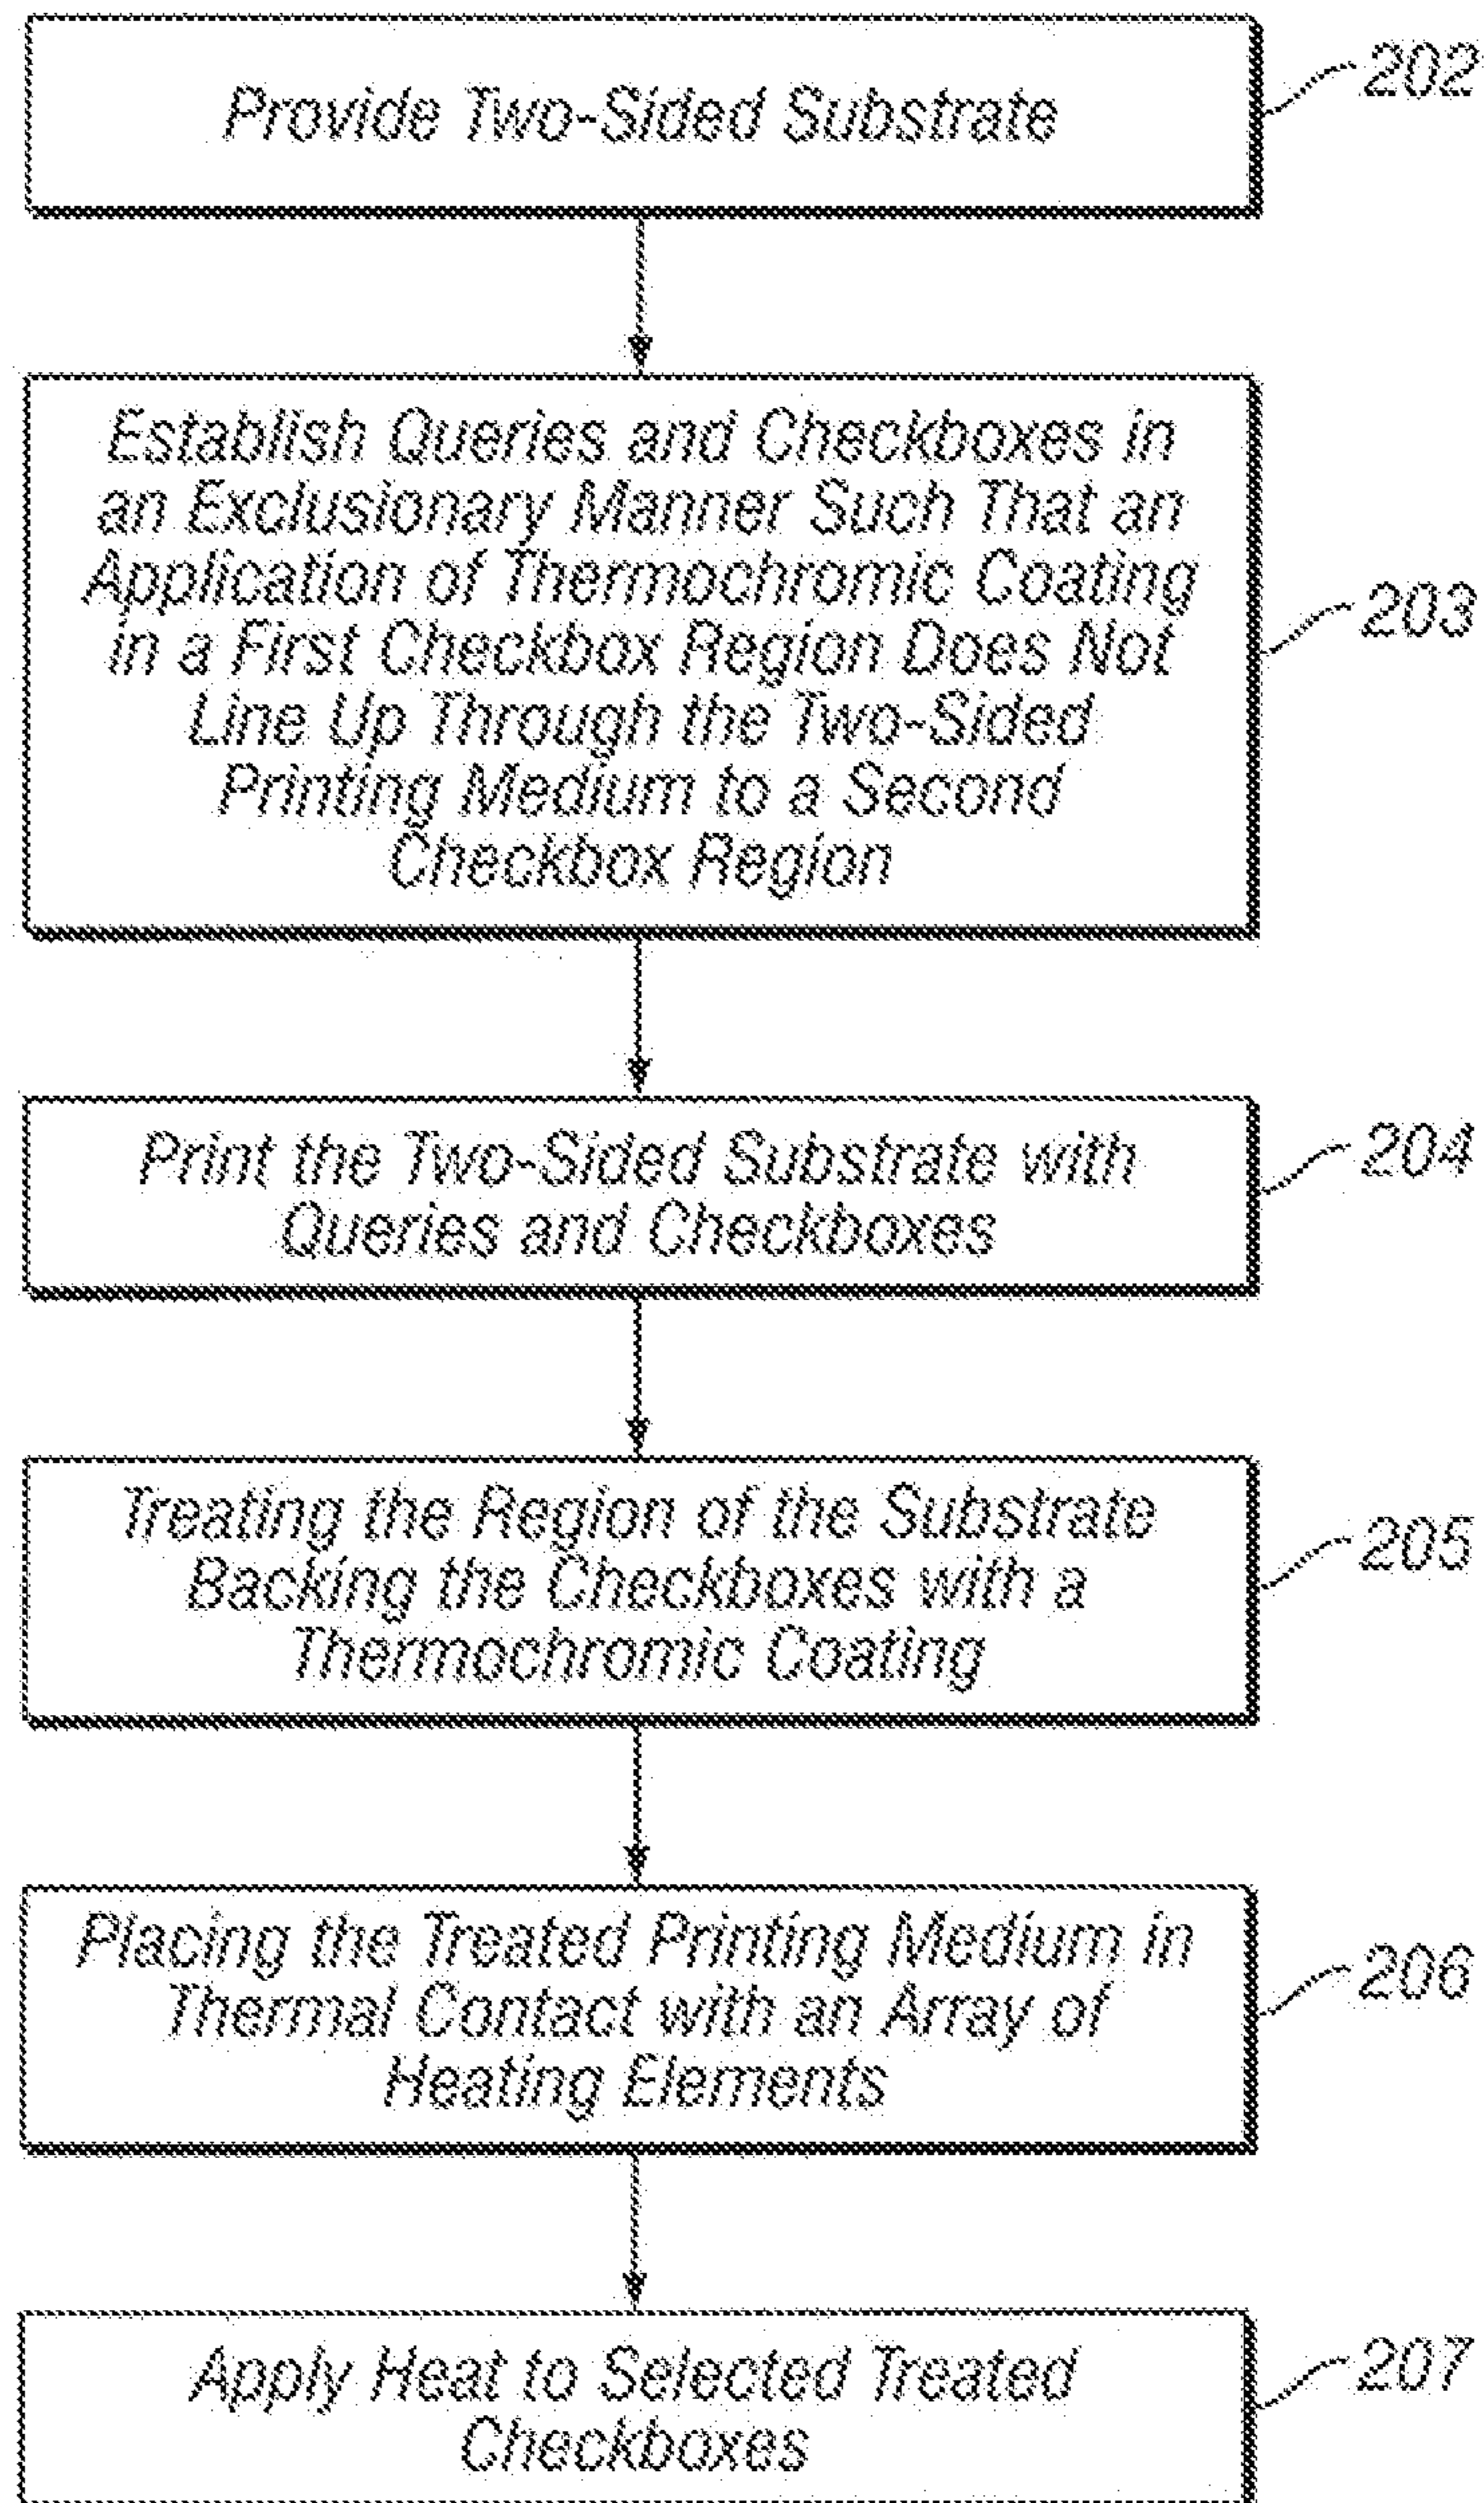 Provide Two-Sided Substrate
202
Establish Queries and Checkboxes in
an Exclusionary Manner Such That an
Application of Thermochromic Coating
in a First Checkbox Region Does Not
Line Up Through the Two-Sided
Printing Medium to a Second
Checkbox Region
203
Print the Two-Sided Substrate with
Queries and Checkboxes
204
Treating the Region of the Substrate
Backing the Checkboxes with a
Thermochromic Coating
205
Placing the Treated Printing Medium in
Thermal Contact with an Array of
Heating Elements
206
Apply Heat to Selected Treated
Checkboxes
207